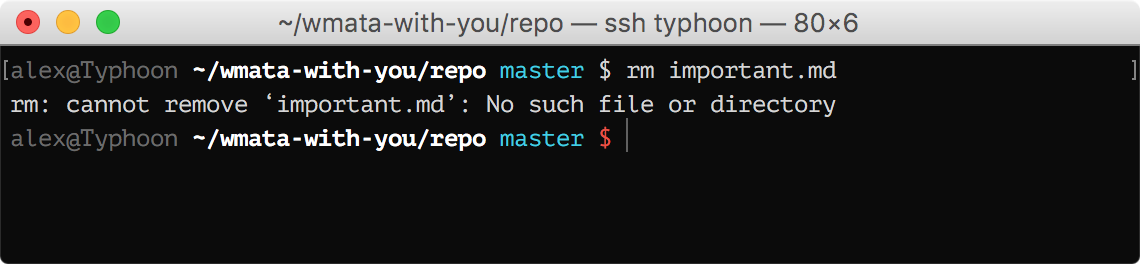 ~/wmata-with-you/repo — ssh typhoon — 80×6
[alex@Typhoon ~/wmata-with-you/repo master $ rm important.md ]
rm: cannot remove ‘important.md’: No such file or directory
alex@Typhoon ~/wmata-with-you/repo master $